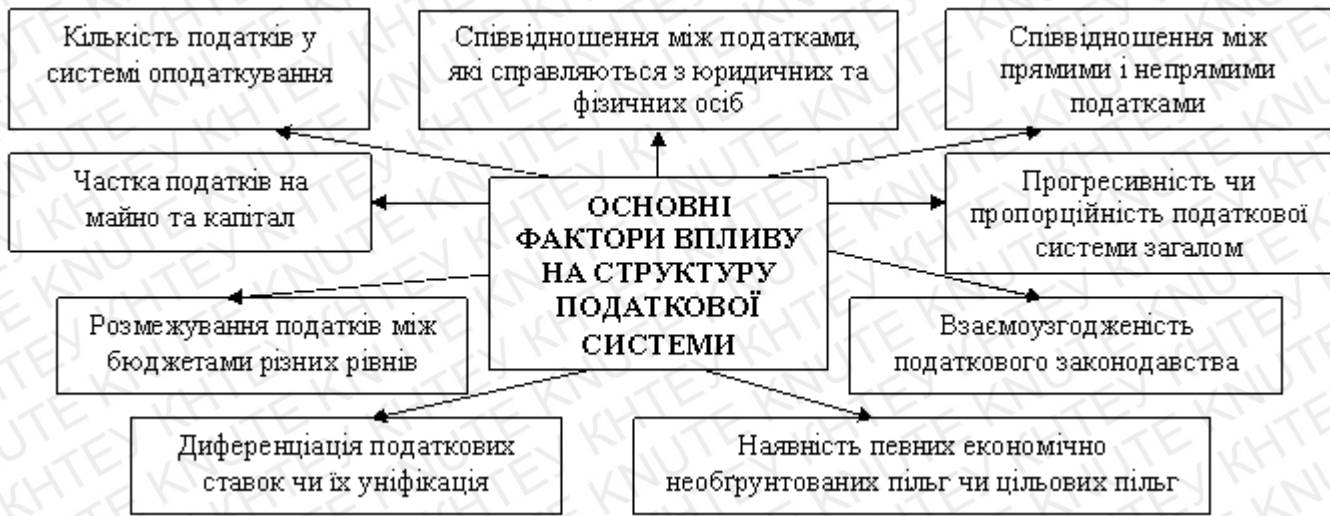 Кількість податків у
системі оподаткування
Співвідношення між податками,
які справляються з юридичних та
фізичних осіб
Співвідношення між
прямими і непрямими
податками
Частка податків на
майно та капітал
ОСНОВНІ
ФАКТОРИ ВПЛИВУ
НА СТРУКТУРУ
ПОДАТКОВОЇ
СИСТЕМИ
Прогресивність чи
пропорційність податкової
системи загалом
Розмежування податків між
бюджетами різних рівнів
Взаємоузгодженість
податкового законодавства
Диференціація податкових
ставок чи їх уніфікація
Наявність певних економічно
необґрунтованих пільг чи цільових пільг